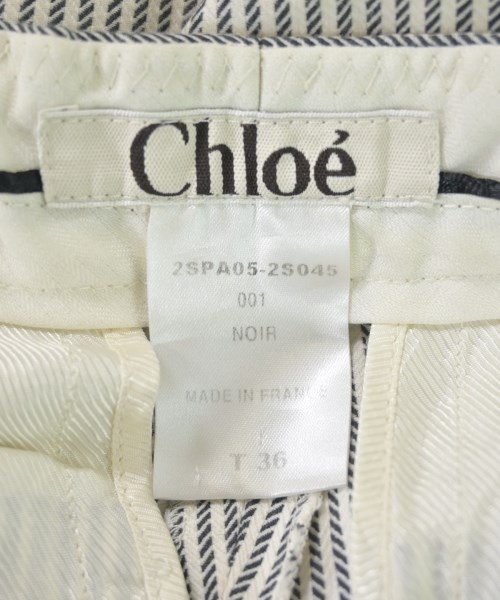 Chloé
2SPA05-2S045
001
NOIR
MADE IN FRANCE
T 36